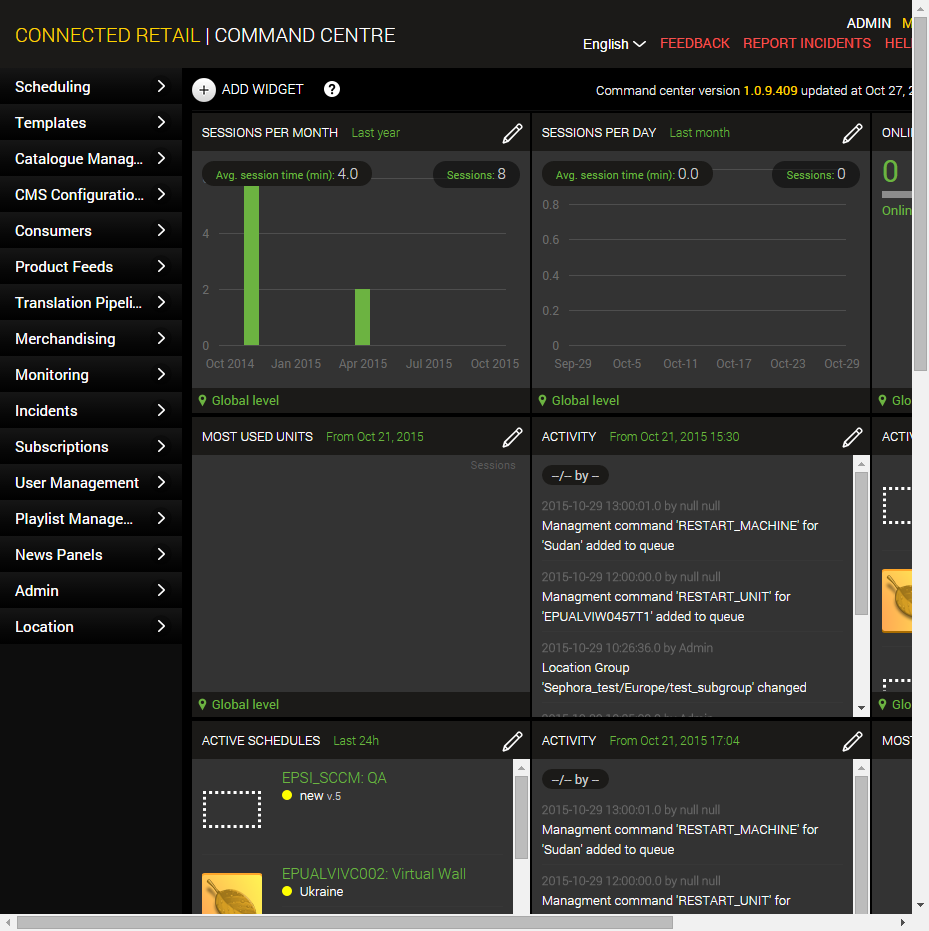 CONNECTED RETAIL | COMMAND CENTRE
ADMIN
English FEEDBACK REPORT INCIDENTS
Scheduling
Templates
Catalogue Manag...
CMS Configuratio...
Consumers
Product Feeds
Translation Pipeli...
Merchandising
Monitoring
Incidents
Subscriptions
User Management
Playlist Manage...
News Panels
Admin
Location
+ ADD WIDGET ?
Command center version 1.0.9.409 updated at Oct 27,
SESSIONS PER MONTH Last year
Avg. session time (min): 4.0 Sessions: 8
4
2
0
Oct 2014 Jan 2015 Apr 2015 Jul 2015 Oct 2015
Global level
SESSIONS PER DAY Last month
Avg. session time (min): 0.0 Sessions: 0
0.8
0.6
0.4
0.2
0
Sep-29 Oct-5 Oct-11 Oct-17 Oct-23 Oct-29
Global level
0
MOST USED UNITS From Oct 21, 2015
Sessions
Global level
ACTIVITY From Oct 21, 2015 15:30
--/-- by --
2015-10-29 13:00:01.0 by null null
Managment command 'RESTART_MACHINE' for
'Sudan' added to queue
2015-10-29 12:00:00.0 by null null
Managment command 'RESTART_UNIT' for
'EPUALVIW0457T1' added to queue
2015-10-29 10:26:36.0 by Admin
Location Group
'Sephora_test/Europe/test_subgroup' changed
ACTIVE SCHEDULES Last 24h
EPSI_SCCM: QA
new v.5
EPUALVIVC002: Virtual Wall
Ukraine
ACTIVITY From Oct 21, 2015 17:04
--/-- by --
2015-10-29 13:00:01.0 by null null
Managment command 'RESTART_MACHINE' for
'Sudan' added to queue
2015-10-29 12:00:00.0 by null null
Managment command 'RESTART_UNIT' for